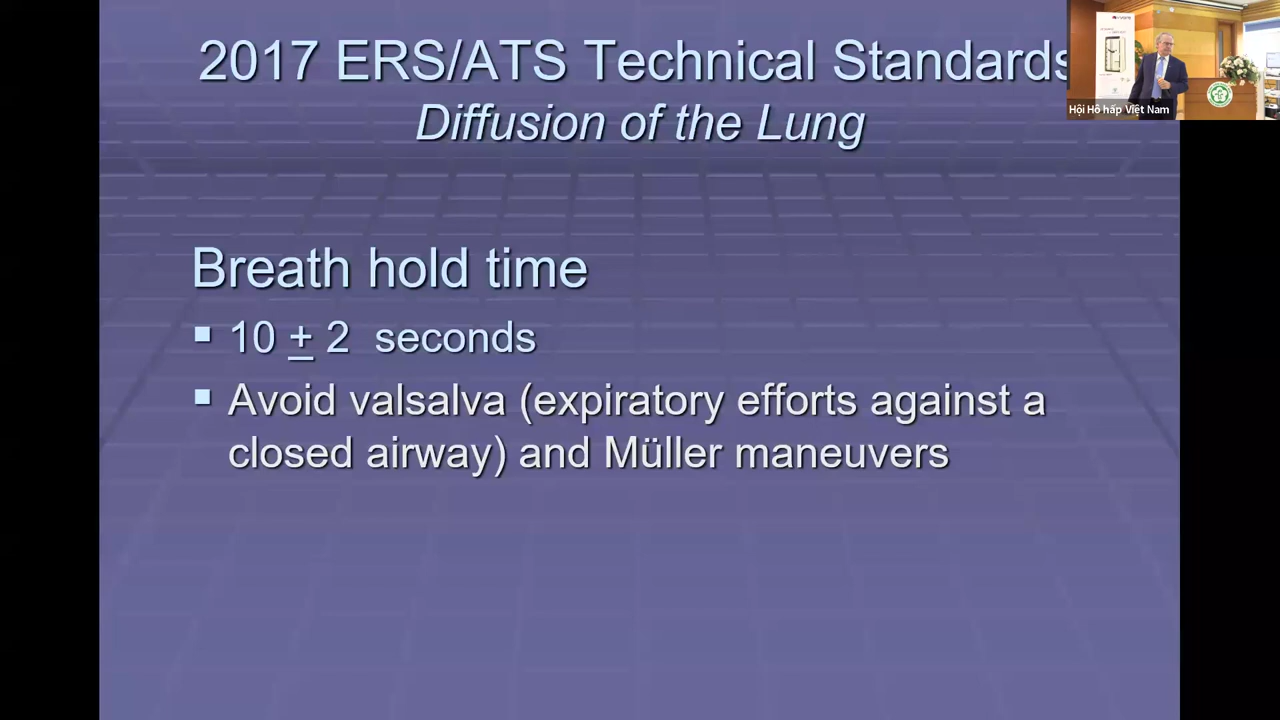 2017 ERS/ATS Technical Standards
Diffusion of the Lung
Hội Hô hấp Việt Nam
Breath hold time
10 ± 2 seconds
Avoid valsalva (expiratory efforts against a
closed airway) and Müller maneuvers